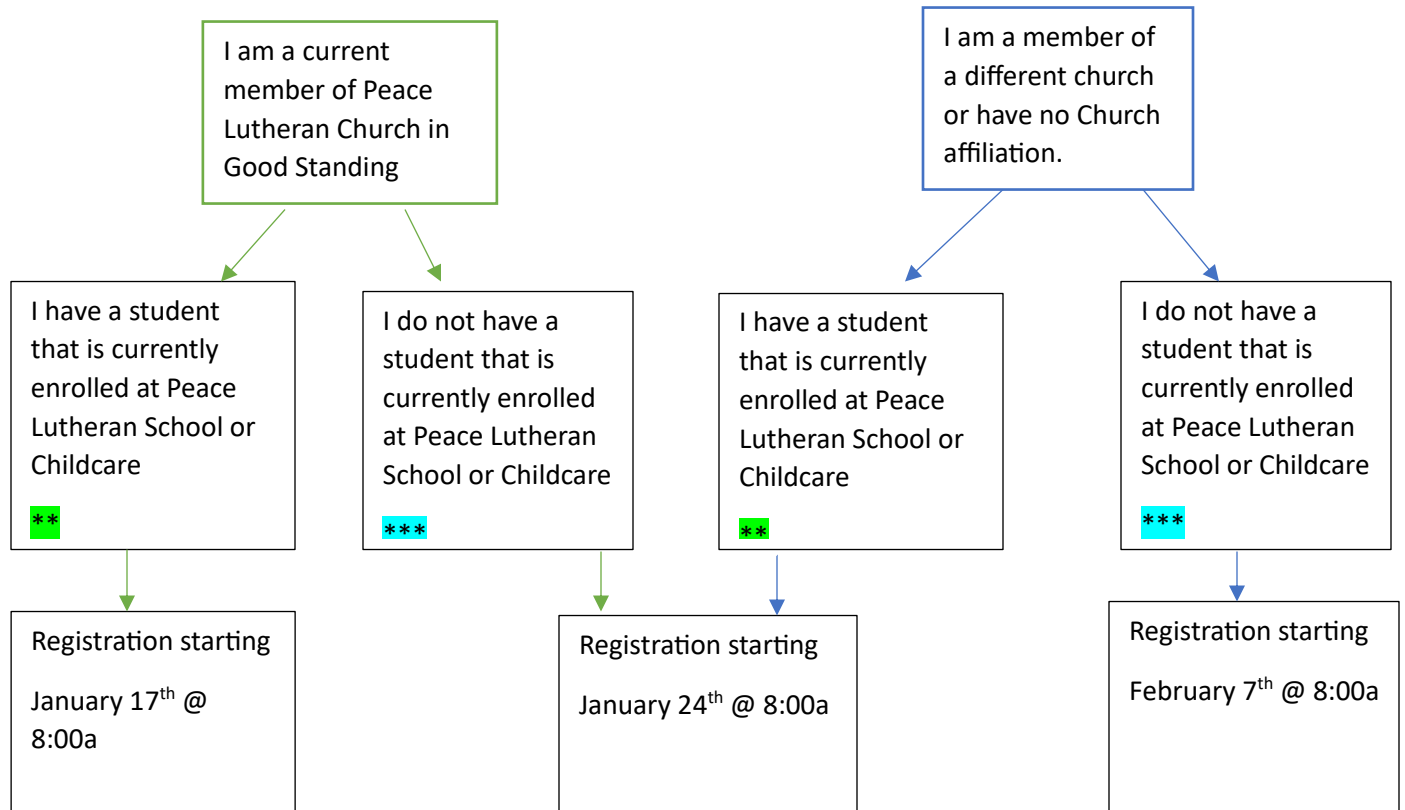 I am a current
member of Peace
Lutheran Church in
Good Standing
I am a member of
a different church
or have no Church
affiliation.
I have a student
that is currently
enrolled at Peace
Lutheran School or
Childcare
**
I do not have a
student that is
currently enrolled
at Peace Lutheran
School or Childcare
***
I have a student
that is currently
enrolled at Peace
Lutheran School or
Childcare
**
I do not have a
student that is
currently enrolled
at Peace Lutheran
School or Childcare
***
Registration starting
January 17th @
8:00a
Registration starting
January 24th @ 8:00a
Registration starting
February 7th @ 8:00a